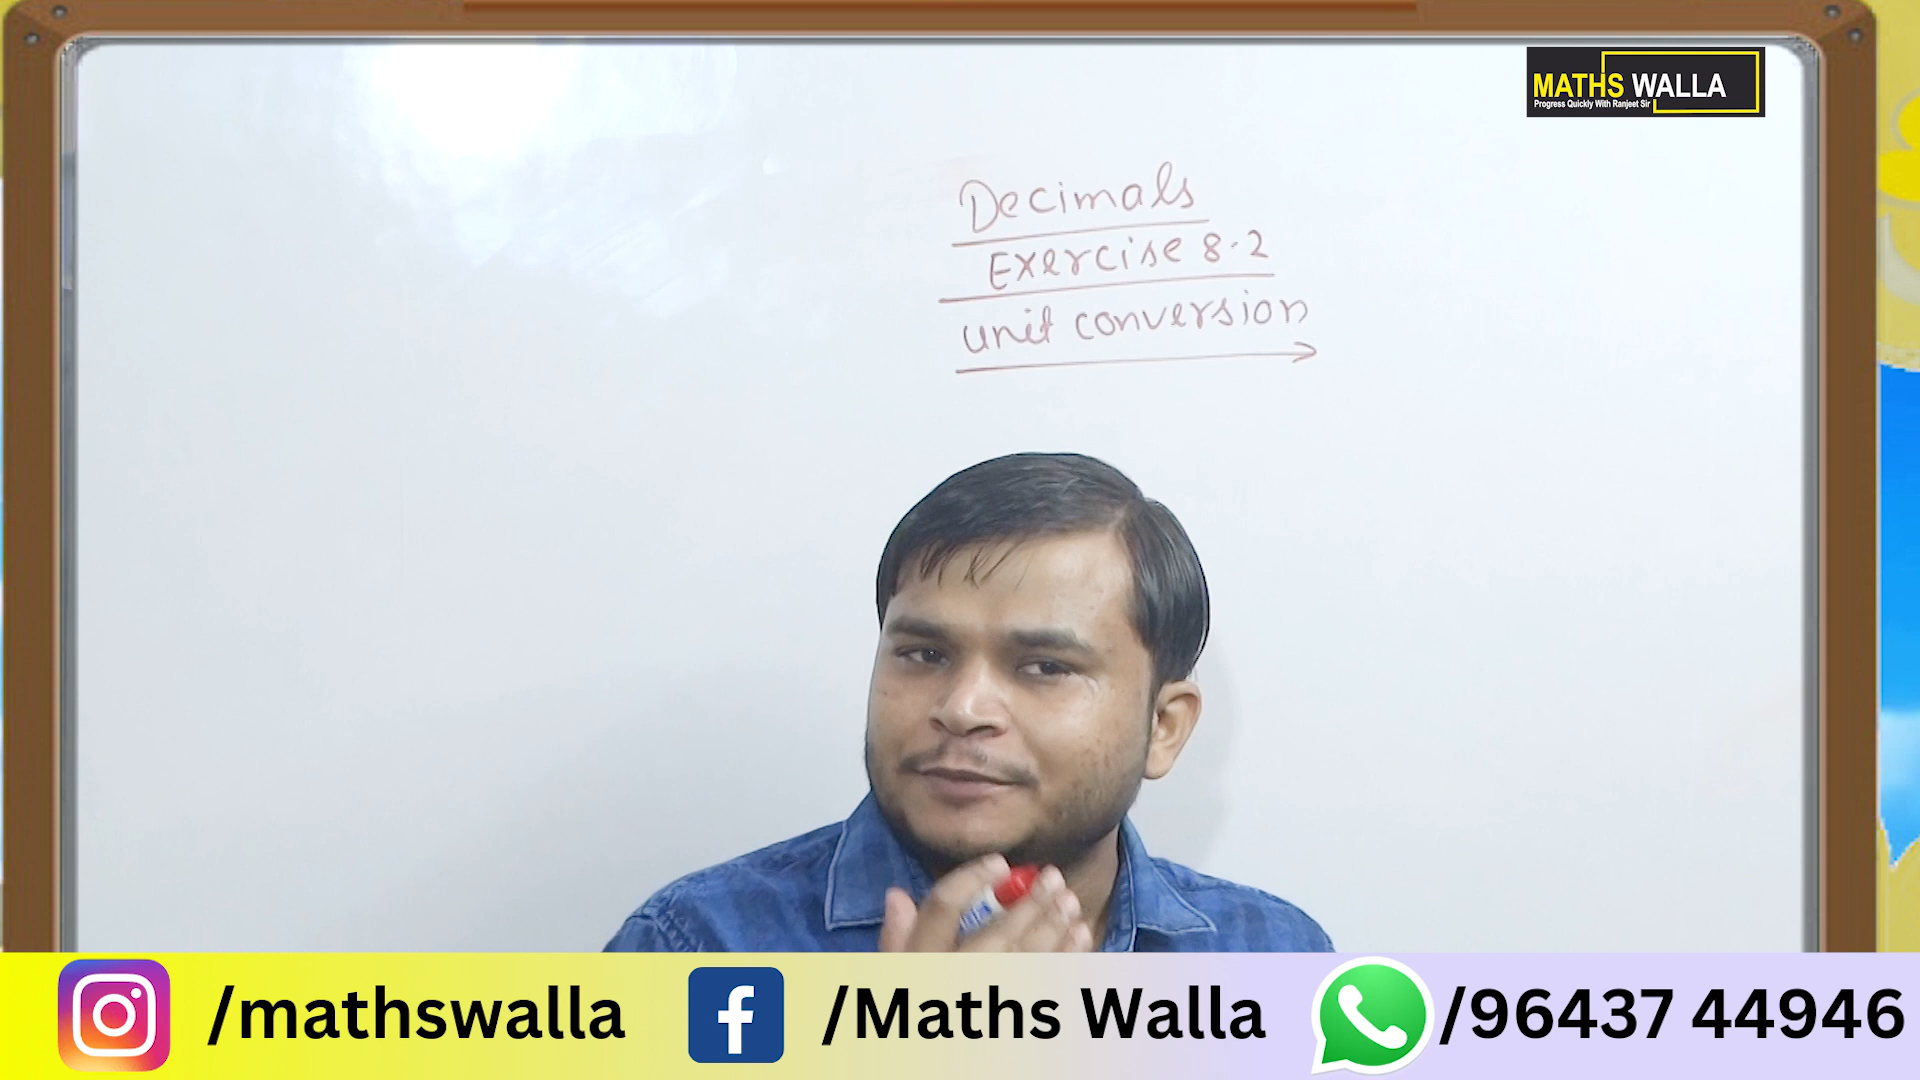 MATHS WALLA
Progress Quickly With Ranjeet Sir
Decimals
Exercise 8.2
unit conversion
/mathswalla
/Maths Walla
/96437 44946